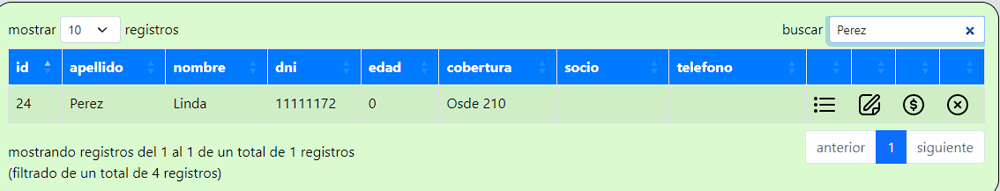 mostrar 10 registros buscar Perez
id apellido nombre dni edad cobertura socio telefono
24 Perez Linda 11111172 0 Osde 210
mostrando registros del 1 al 1 de un total de 1 registros
(filtrado de un total de 4 registros)
anterior 1 siguiente